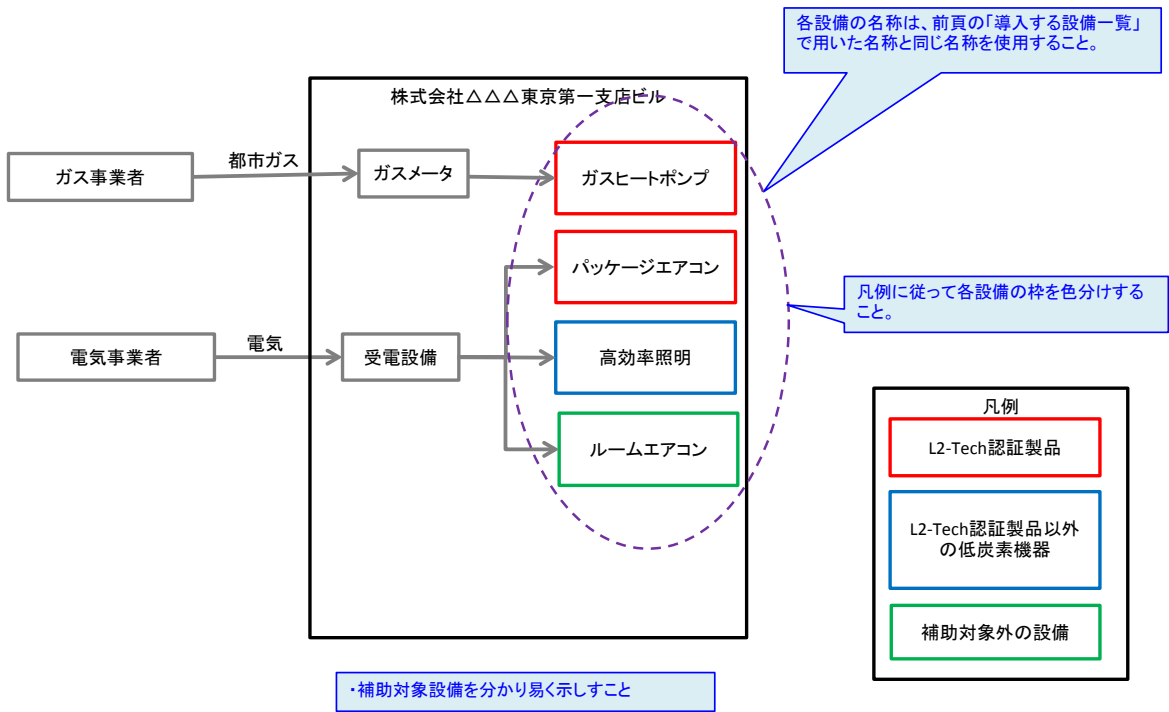 各設備の名称は、前頁の「導入する設備一覧」
で用いた名称と同じ名称を使用すること。
株式会社△△△東京第一支店ビル
ガス事業者
都市ガス
ガスメータ
ガスヒートポンプ
パッケージエアコン
凡例に従って各設備の枠を色分けする
こと。
電気事業者
電気
受電設備
高効率照明
ルームエアコン
凡例
L2-Tech認証製品
L2-Tech認証製品以外
の低炭素機器
補助対象外の設備
・補助対象設備を分かり易く示しすこと